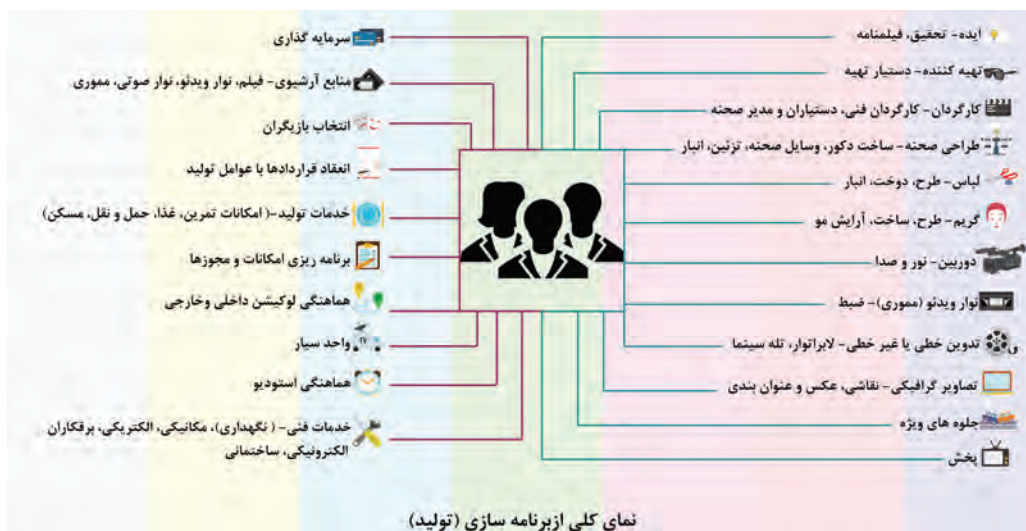 ایده- تحقیق، فیلمنامه
تهیه کننده- دستیار تهیه
کارگردان- کارگردان فنی، دستیاران و مدیر صحنه
طراحی صحنه- ساخت دکور، وسایل صحنه، تزئین، انبار
لباس- طرح، دوخت، انبار
گریم- طرح، ساخت، آرایش مو
دوربین- نور و صدا
نوار ویدئو (مموری)- ضبط
تدوین خطی یا غیر خطی- لابراتوار، تله سینما
تصاویر گرافیکی- نقاشی، عکس و عنوان بندی
جلوه های ویژه
پخش
سرمایه گذاری
منابع آرشیوی- فیلم، نوار ویدئو، نوار صوتی، مموری
انتخاب بازیگران
انعقاد قراردادها با عوامل تولید
خدمات تولید-( امکانات تمرین، غذا، حمل و نقل، مسکن)
برنامه ریزی امکانات و مجوزها
هماهنگی لوکیشن داخلی وخارجی
واحد سیار
هماهنگی استودیو
خدمات فنی- ( نگهداری)، مکانیکی، الکتریکی، برقکاران
الکترونیکی، ساختمانی
نمای کلی ازبرنامه سازی (تولید)